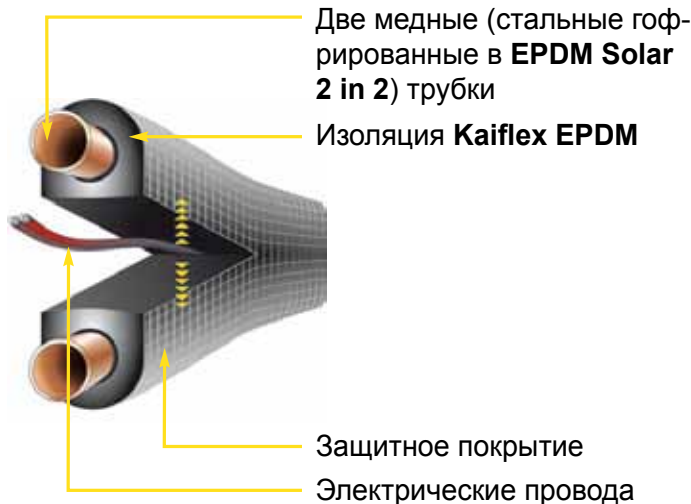 Две медные (стальные гоф-
рированные в EPDM Solar
2 in 2) трубки
Изоляция Kaiflex EPDM
Защитное покрытие
Электрические провода